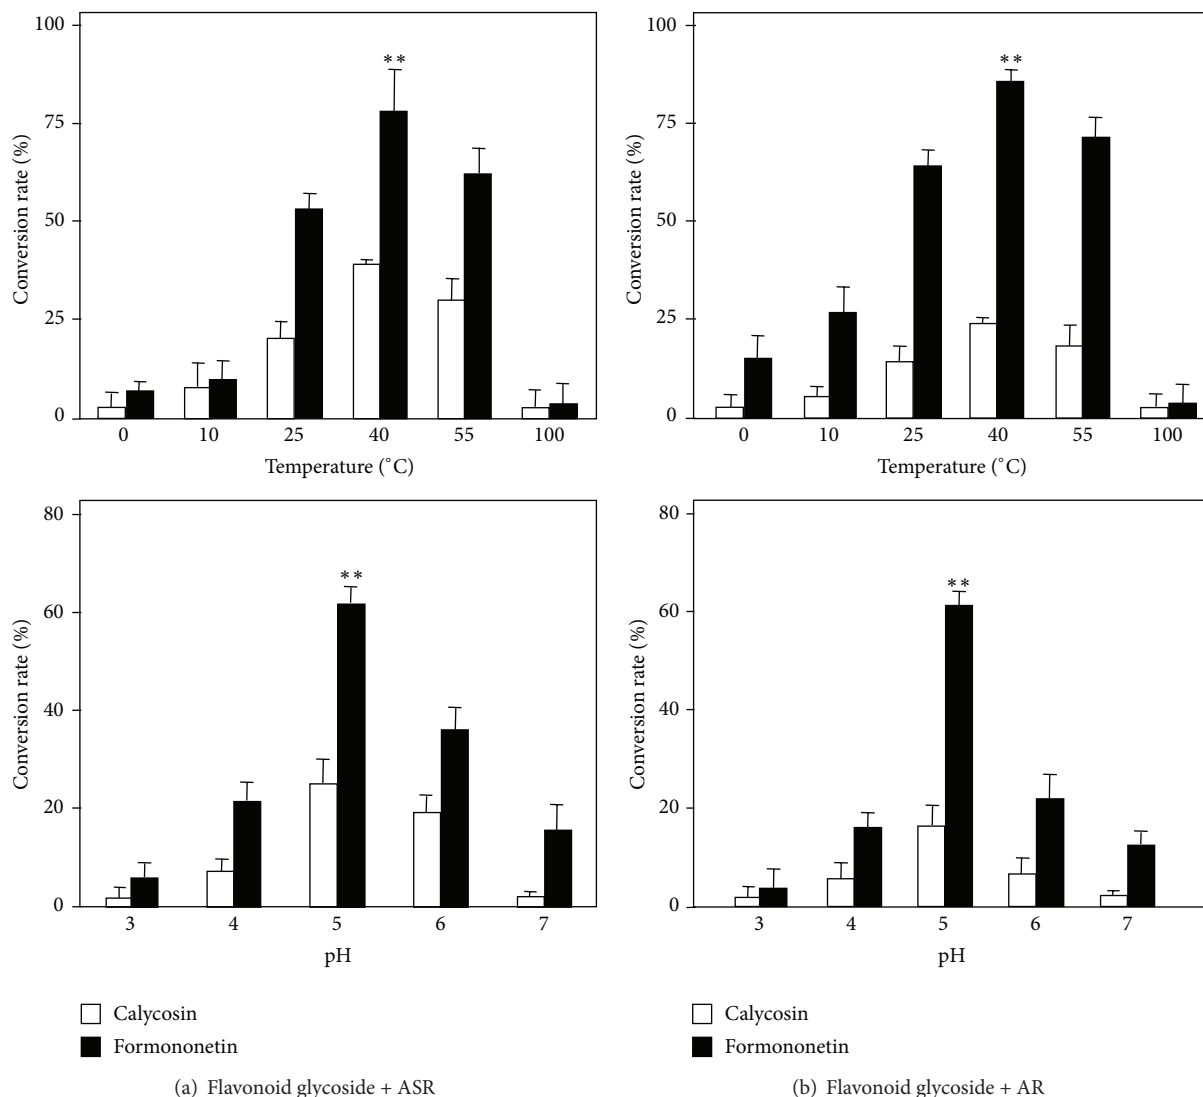 100
75
50
25
0
Conversion rate (%)
**
0 10 25 40 55 100
Temperature (°C)
100
75
50
25
0
Conversion rate (%)
**
0 10 25 40 55 100
Temperature (°C)
80
60
40
20
0
Conversion rate (%)
**
3 4 5 6 7
pH
80
60
40
20
0
Conversion rate (%)
**
3 4 5 6 7
pH
Calycosin
Formononetin
(a) Flavonoid glycoside + ASR
Calycosin
Formononetin
(b) Flavonoid glycoside + AR